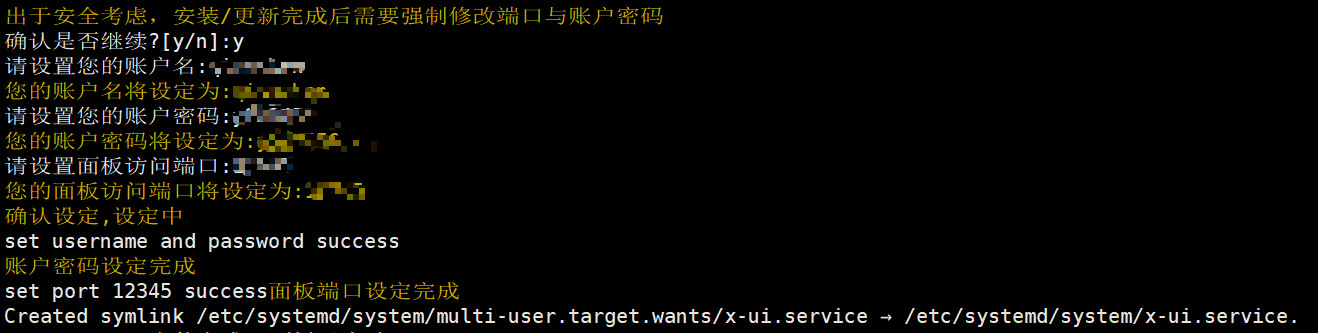 出于安全考虑，安装/更新完成后需要强制修改端口与账户密码
确认是否继续?[y/n]:y
请设置您的账户名:
您的账户名将设定为:
请设置您的账户密码:
您的账户密码将设定为:
请设置面板访问端口:
您的面板访问端口将设定为:
确认设定,设定中
set username and password success
账户密码设定完成
set port 12345 success面板端口设定完成
Created symlink /etc/systemd/system/multi-user.target.wants/x-ui.service → /etc/systemd/system/x-ui.service.